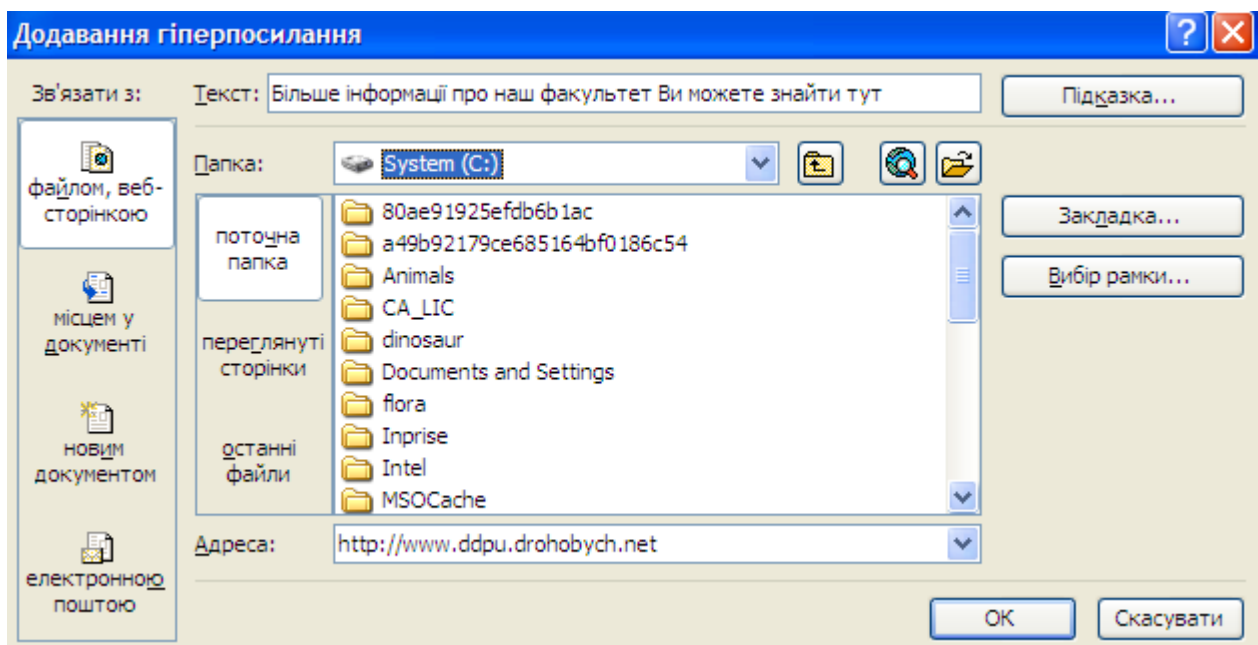 Додавання гіперпосилання
Зв'язати з:
Текст: Більше інформації про наш факультет Ви можете знайти тут
Підказка...
файлом, веб-
сторінкою
місцем у
документі
новим
документом
електронною
поштою
Папка: System (C:)
поточна
папка
переглянуті
сторінки
останні
файли
80ae91925efdb6b1ac
a49b92179ce685164bf0186c54
Animals
CA_LIC
dinosaur
Documents and Settings
flora
Inprise
Intel
MSOCache
Закладка...
Вибір рамки...
Адреса: http://www.ddpu.drohobych.net
OK
Скасувати